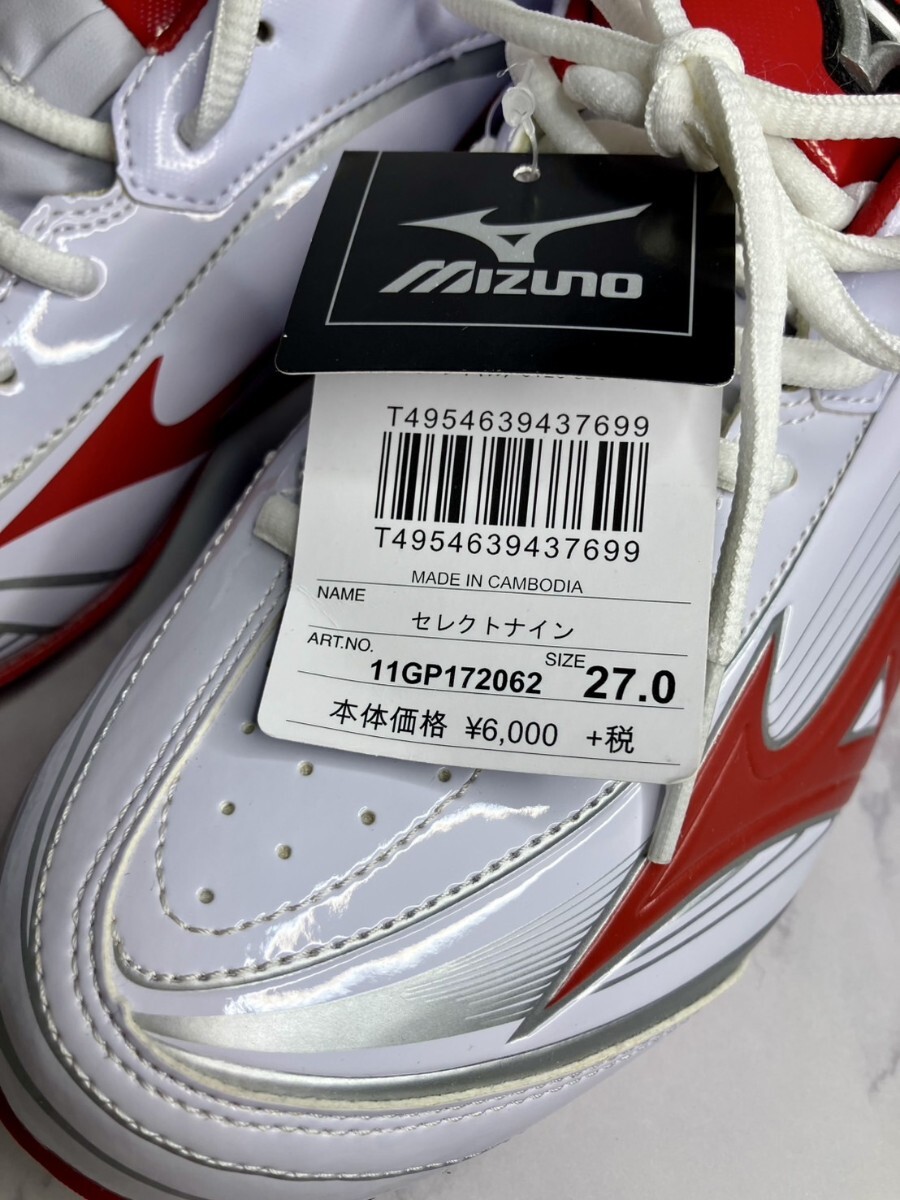 MIZUNO
T4954639437699
T4954639437699
MADE IN CAMBODIA
NAME
セレクトナイン
ART.NO. 11GP172062 SIZE 27.0
本体価格 ¥6,000 +税